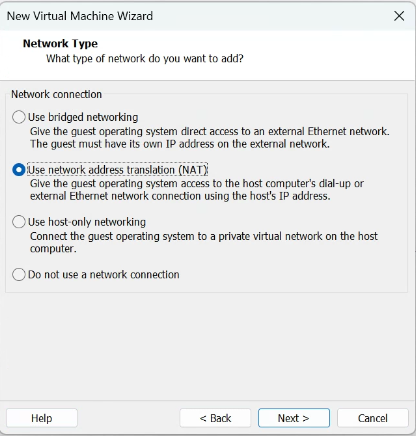 New Virtual Machine Wizard
Network Type
What type of network do you want to add?
Network connection
Use bridged networking
Give the guest operating system direct access to an external Ethernet network.
The guest must have its own IP address on the external network.
Use network address translation (NAT)
Give the guest operating system access to the host computer's dial-up or
external Ethernet network connection using the host's IP address.
Use host-only networking
Connect the guest operating system to a private virtual network on the host
computer.
Do not use a network connection
Help
< Back
Next >
Cancel